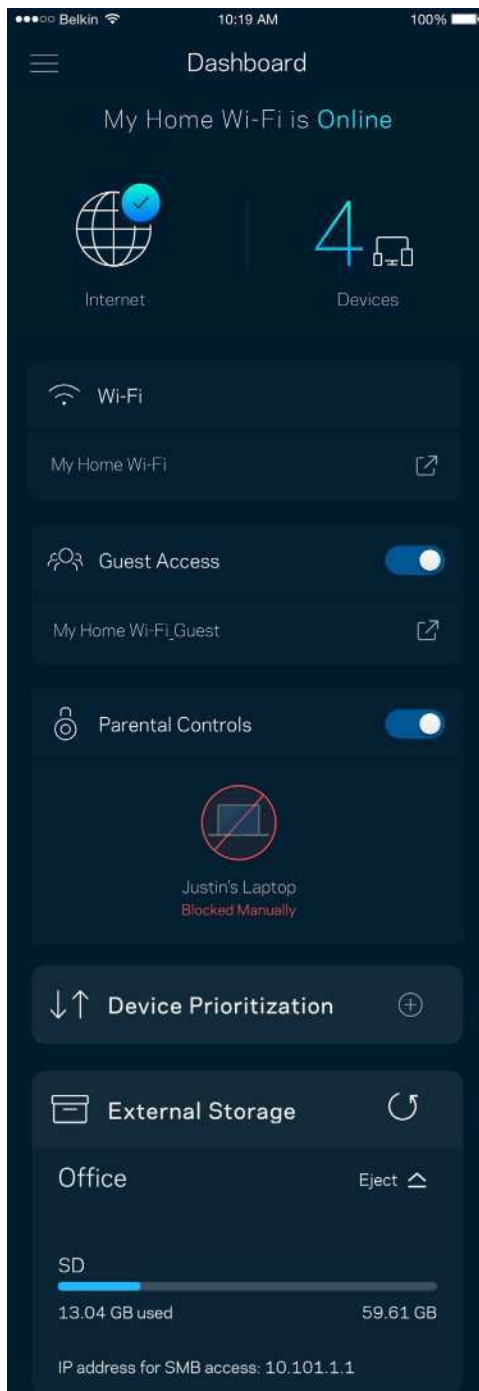 Belkin 10:19 AM 100%
Dashboard
My Home Wi-Fi is Online
4
Internet Devices
Wi-Fi
My Home Wi-Fi
Guest Access
My Home Wi-Fi_Guest
Parental Controls
Justin's Laptop
Blocked Manually
Device Prioritization
External Storage
Office Eject
SD
13.04 GB used 59.61 GB
IP address for SMB access: 10.101.1.1